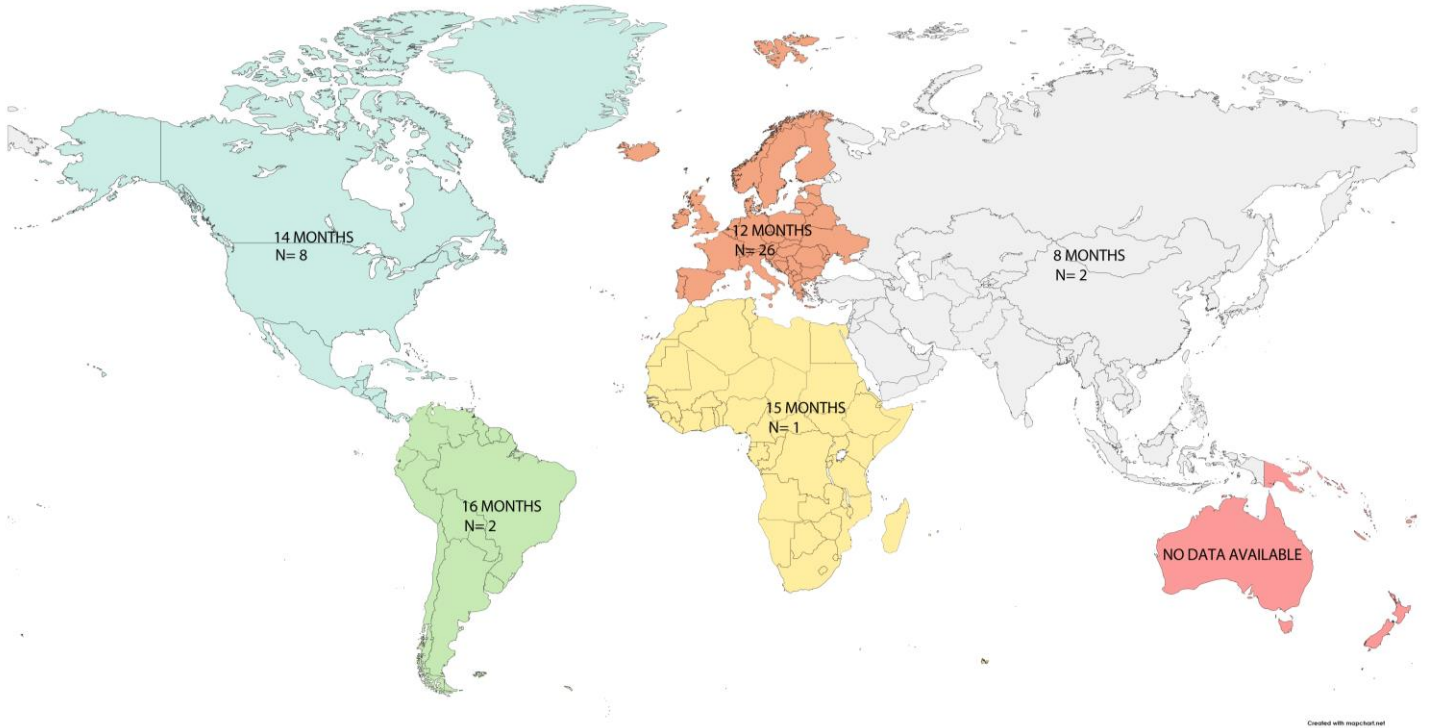 14 MONTHS
N= 8
12 MONTHS
N= 26
8 MONTHS
N= 2
15 MONTHS
N= 1
16 MONTHS
N= 2
NO DATA AVAILABLE
Created with mapchart.net